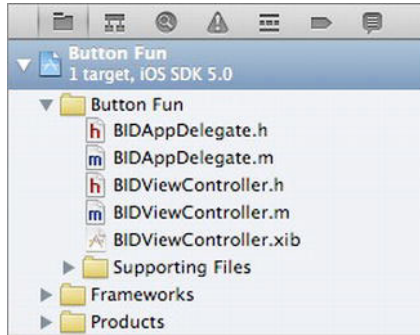 Button Fun
1 target, iOS SDK 5.0
Button Fun
h BIDAppDelegate.h
m BIDAppDelegate.m
h BIDViewController.h
m BIDViewController.m
BIDViewController.xib
Supporting Files
Frameworks
Products